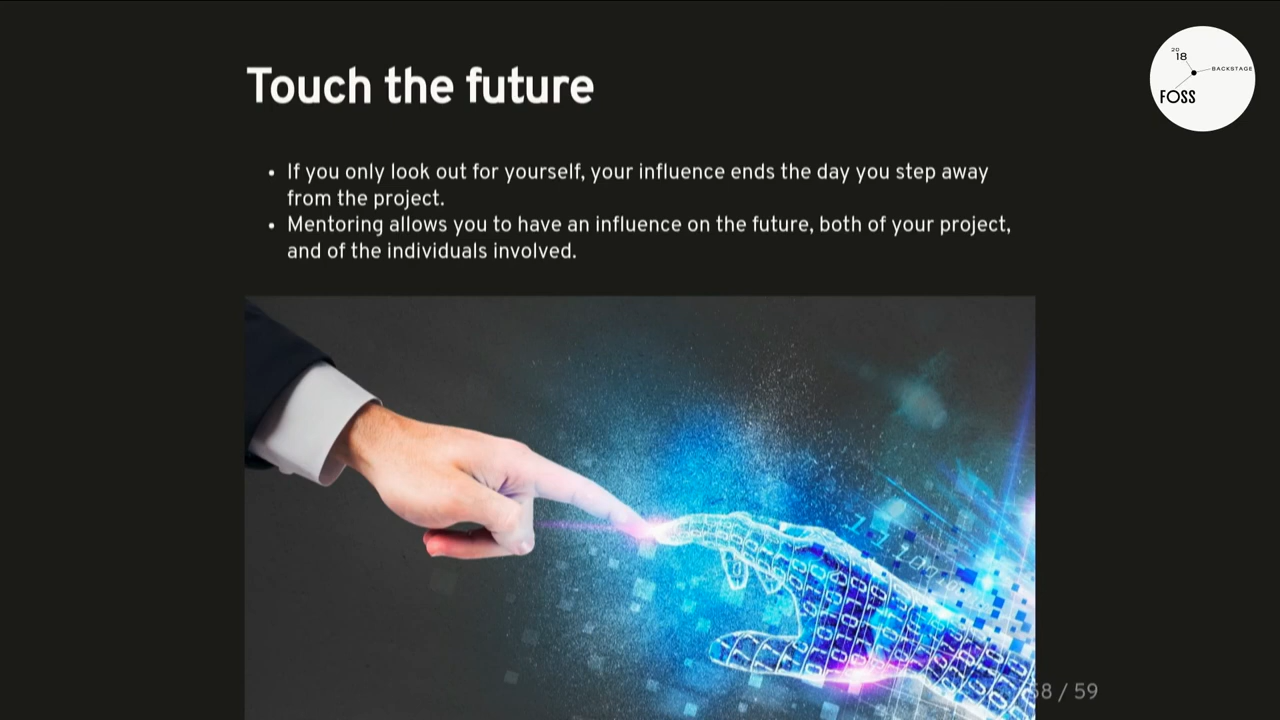 Touch the future
20
18
BACKSTAGE
FOSS
• If you only look out for yourself, your influence ends the day you step away
from the project.
• Mentoring allows you to have an influence on the future, both of your project,
and of the individuals involved.
58 / 59